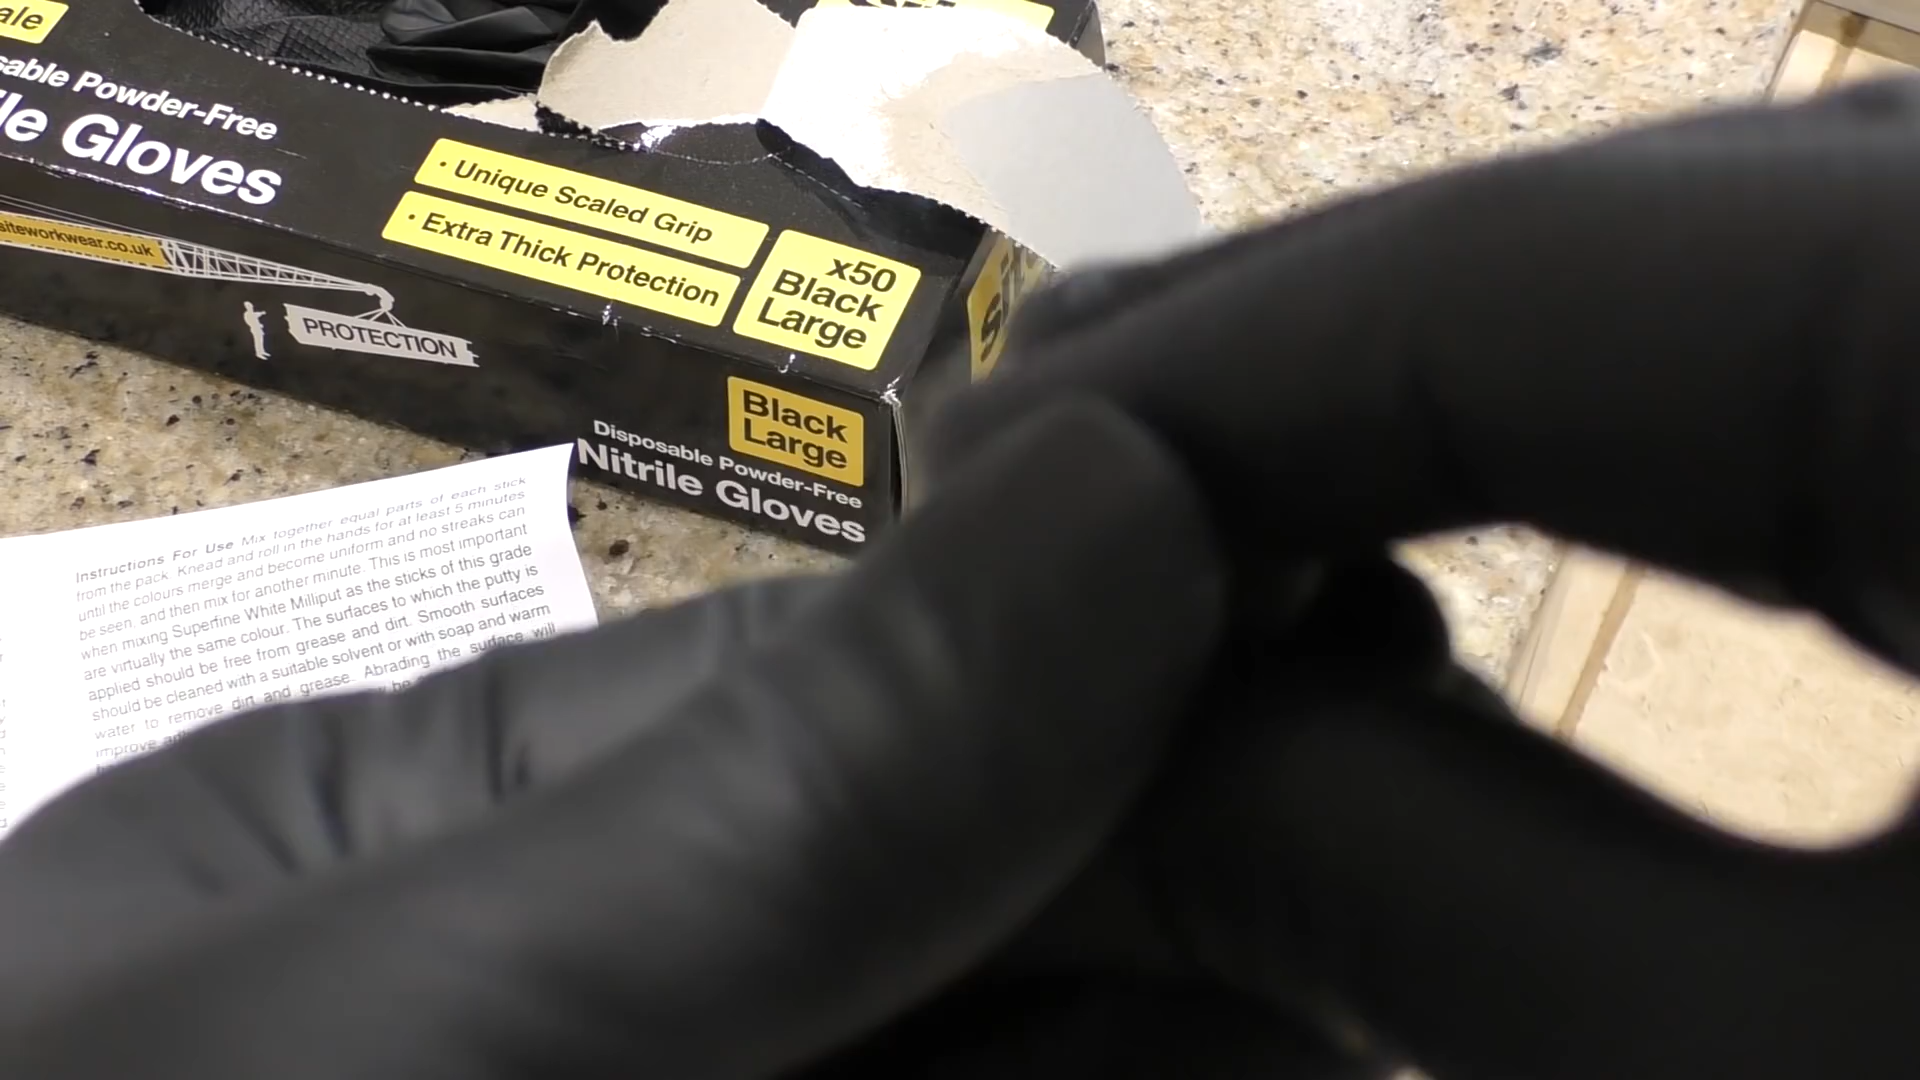 able Powder-Free
Gloves
siteworkwear.co.uk
PROTECTION
· Unique Scaled Grip
· Extra Thick Protection
x50
Black
Large
Black
Large
Disposable Powder-Free
Nitrile Gloves
Instructions For Use Mix together equal parts of each stick
from the pack. Knead and roll in the hands for at least 5 minutes
until the colours merge and become uniform and no streaks can
be seen, and then mix for another minute. This is most important
when mixing Superfine White Milliput as the sticks of this grade
are virtually the same colour. The surfaces to which the putty is
applied should be free from grease and dirt. Smooth surfaces
should be cleaned with a suitable solvent or with soap and warm
water to remove dirt and grease. Abrading the surface will
improve